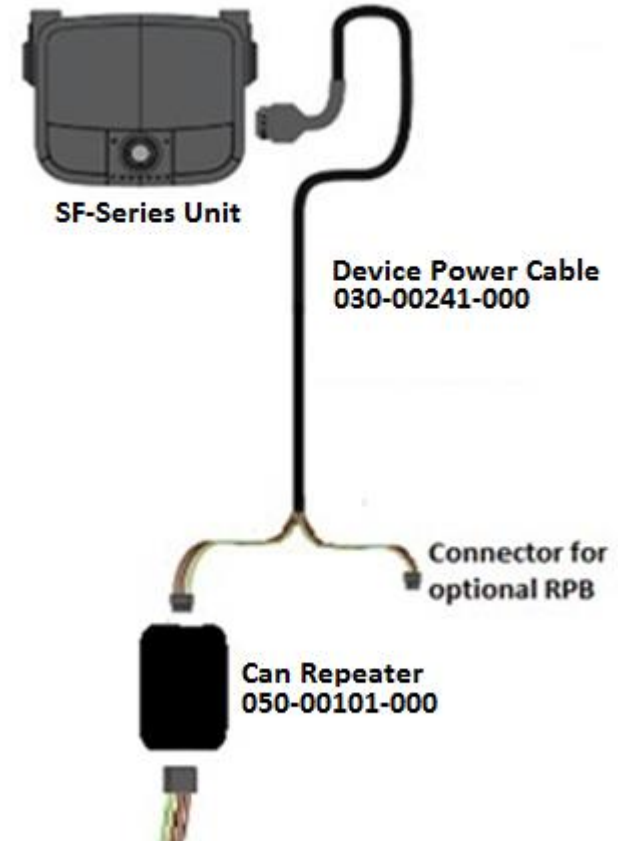 SF-Series Unit
Device Power Cable
030-00241-000
Connector for
optional RPB
Can Repeater
050-00101-000